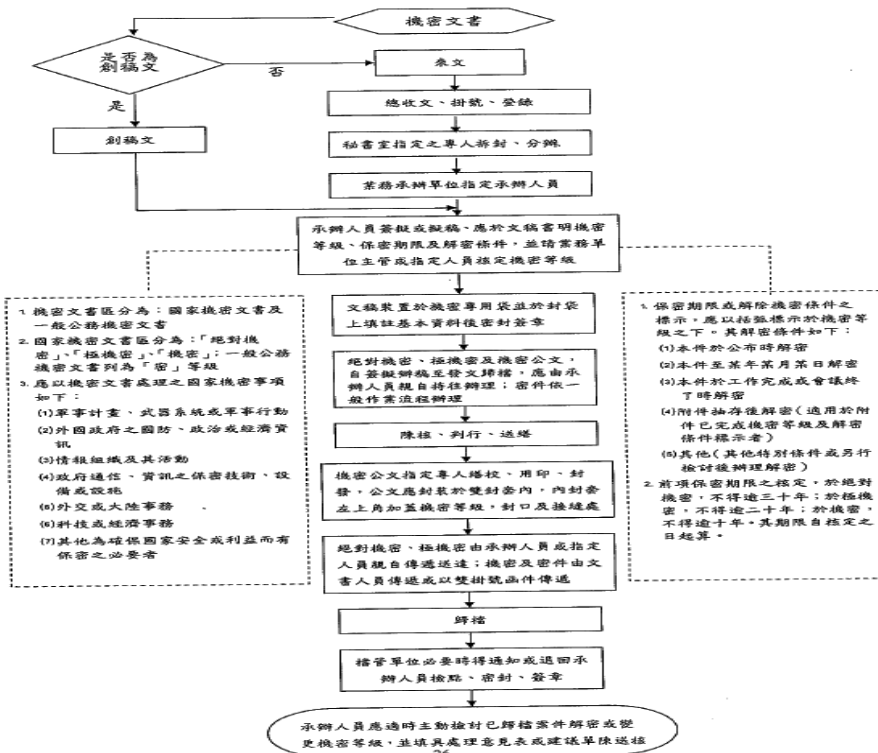 機密文書
是否為
創稿文
否
來文
是
總收文、掛號、登錄
創稿文
秘書室指定之專人拆封、分辦
業務承辦單位指定承辦人員
承辦人員簽擬或擬稿、應於文稿書明機密
等級、保密期限及解密條件,並請業務單
位主管或指定人員核定機密等級
1. 機密文書區分為:國家機密文書及
一般公務機密文書
2. 國家機密文書區分為:「絕對機
密」、「極機密」、「機密」;一般公務
機密文書列為「密」等級
3. 應以機密文書處理之國家機密事項
如下:
(1)軍事計畫、武器系統或軍事行動
(2)外國政府之國防、政治或經濟資
訊
(3)情報組織及其活動
(4)政府通信、資訊之保密技術、設
備或設施
(5)外交或大陸事務
(6)科技或經濟事務
(7)其他為確保國家安全或利益而有
保密之必要者
文稿裝置於機密專用袋並於封袋
上填註基本資料後密封簽章
絕對機密、極機密及機密公文,
自簽擬辦稿至發文歸檔,應由承
辦人員親自持往辦理;密件依一
般作業流程辦理
陳核、判行、送繕
機密公文指定專人繕校、用印、封
發,公文應封裝於雙封套內,內封套
左上角加蓋機密等級,封口及接縫處
絕對機密、極機密由承辦人員或指定
人員親自傳遞送達;機密及密件由文
書人員傳遞或以雙掛號函件傳遞
歸檔
檔管單位必要時得通知或退回承
辦人員檢點、密封、簽章
承辦人員應適時主動檢討已歸檔案件解密或變
更機密等級,並填具處理意見表或建議單陳送核
1. 保密期限或解除機密條件之
標示,應以括弧標示於機密等
級之下。其解密條件如下:
(1)本件於公布時解密
(2)本件至某年某月某日解密
(3)本件於工作完成或會議終
了時解密
(4)附件抽存後解密(適用於附
件已完成機密等級及解密
條件標示者)
(5)其他(其他特別條件或另行
檢討後辦理解密)
2. 前項保密期限之核定,於絕對
機密,不得逾三十年;於極機
密,不得逾二十年;於機密,
不得逾十年。其期限自核定之
日起算。